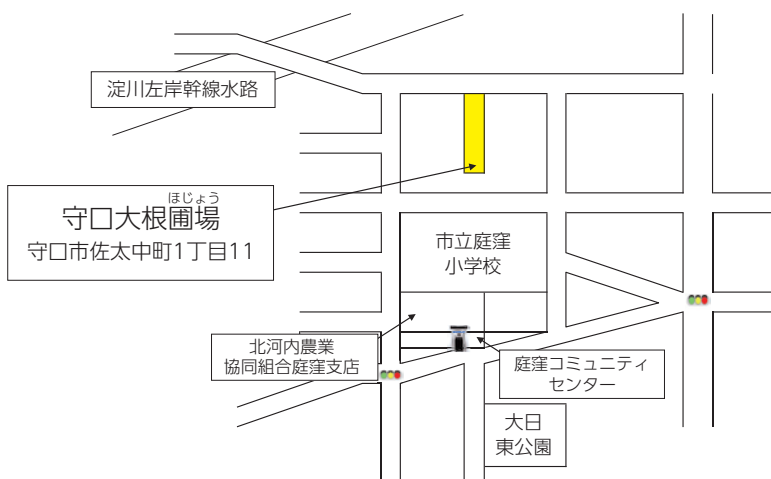 淀川左岸幹線水路
ほじょう
守口大根圃場
守口市佐太中町1丁目11
市立庭窪
小学校
北河内農業
協同組合庭窪支店
庭窪コミュニティ
センター
大日
東公園